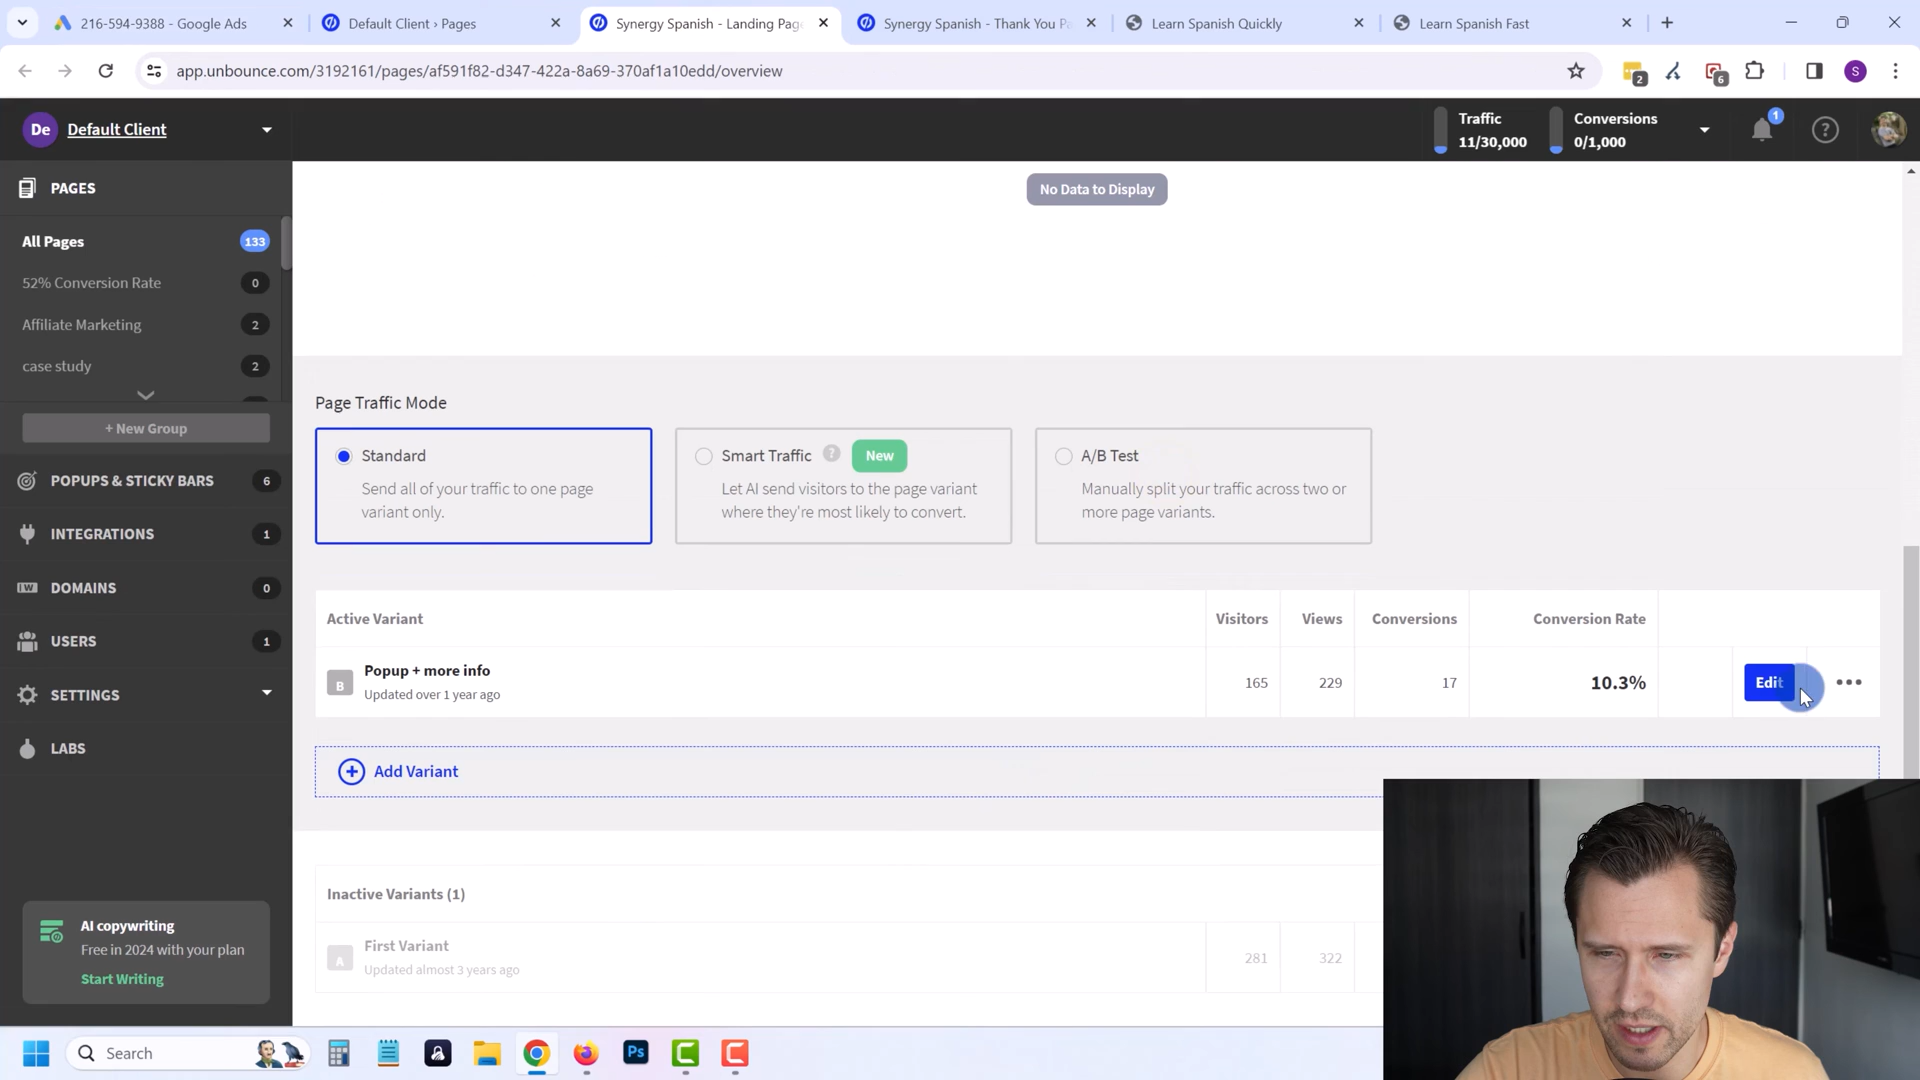 216-594-9388 - Google Ads
Default Client › Pages
Synergy Spanish - Landing Page
Synergy Spanish - Thank You P
Learn Spanish Quickly
Learn Spanish Fast
app.unbounce.com/3192161/pages/af591f82-d347-422a-8a69-370af1a10edd/overview
2
6
S
De
Default Client
Traffic
11/30,000
Conversions
0/1,000
1
PAGES
No Data to Display
All Pages
133
52% Conversion Rate
0
Affiliate Marketing
2
case study
2
+ New Group
POPUPS & STICKY BARS
6
INTEGRATIONS
1
DOMAINS
0
USERS
1
SETTINGS
LABS
AI copywriting
Free in 2024 with your plan
Start Writing
Page Traffic Mode
Standard
Send all of your traffic to one page
variant only.
Smart Traffic
?
New
Let AI send visitors to the page variant
where they're most likely to convert.
A/B Test
Manually split your traffic across two or
more page variants.
Active Variant
Visitors
Views
Conversions
Conversion Rate
B
Popup + more info
Updated over 1 year ago
165
229
17
10.3%
Edit
Add Variant
Inactive Variants (1)
A
First Variant
Updated almost 3 years ago
281
322
Search
Ps